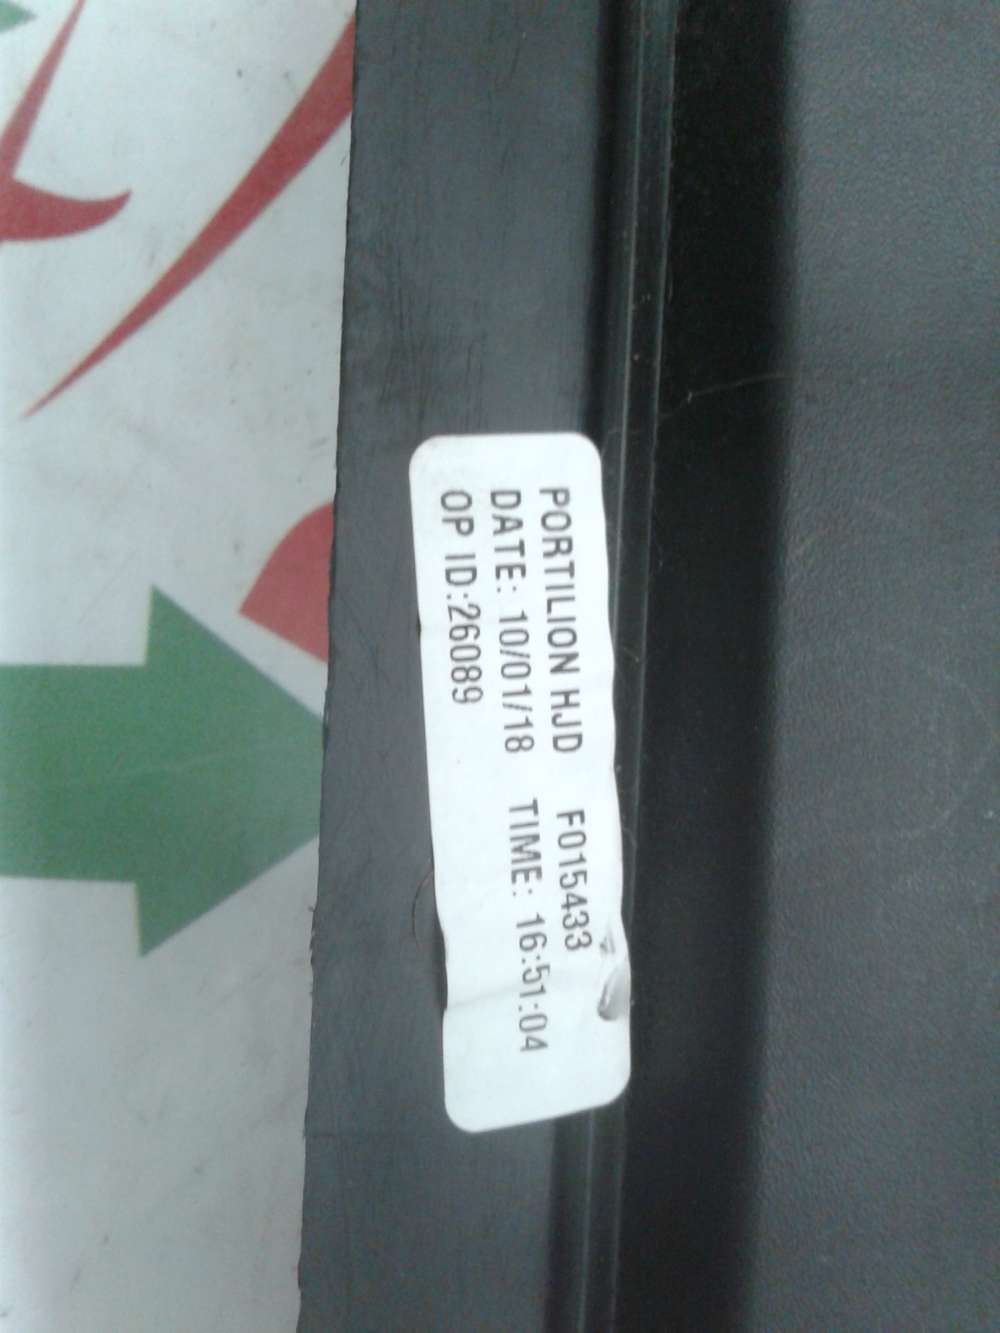 PORTILION HJD F015433
DATE: 10/01/18 TIME: 16:51:04
OP ID:26089